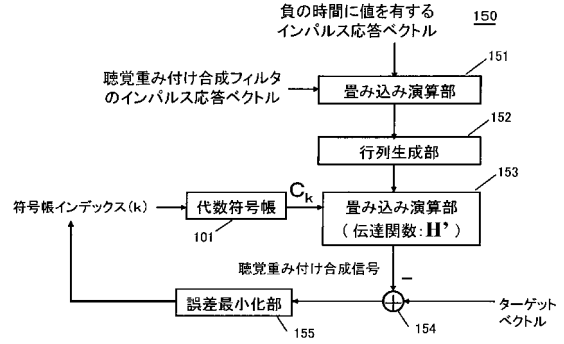 負の時間に値を有する
インパルス応答ベクトル
150
151
聴覚重み付け合成フィルタ
のインパルス応答ベクトル
畳み込み演算部
152
行列生成部
153
符号帳インデックス(k)
代数符号帳
Ck
畳み込み演算部
(伝達関数:H')
101
聴覚重み付け合成信号
−
誤差最小化部
ターゲット
ベクトル
155
154